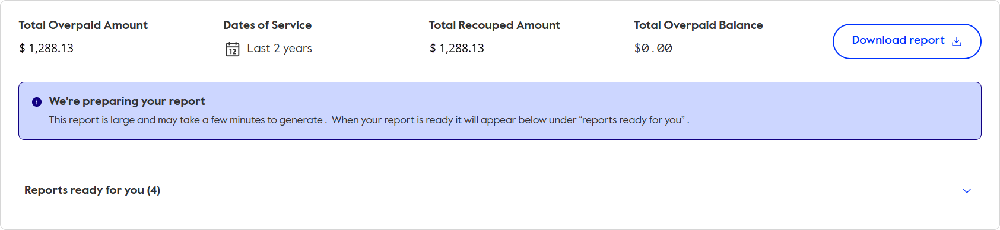 Total Overpaid Amount
Dates of Service
Total Recouped Amount
Total Overpaid Balance
Download report
$ 1,288.13
12
Last 2 years
$ 1,288.13
$0.00
We're preparing your report
This report is large and may take a few minutes to generate .  When your report is ready it will appear below under “reports ready for you” .
Reports ready for you (4)